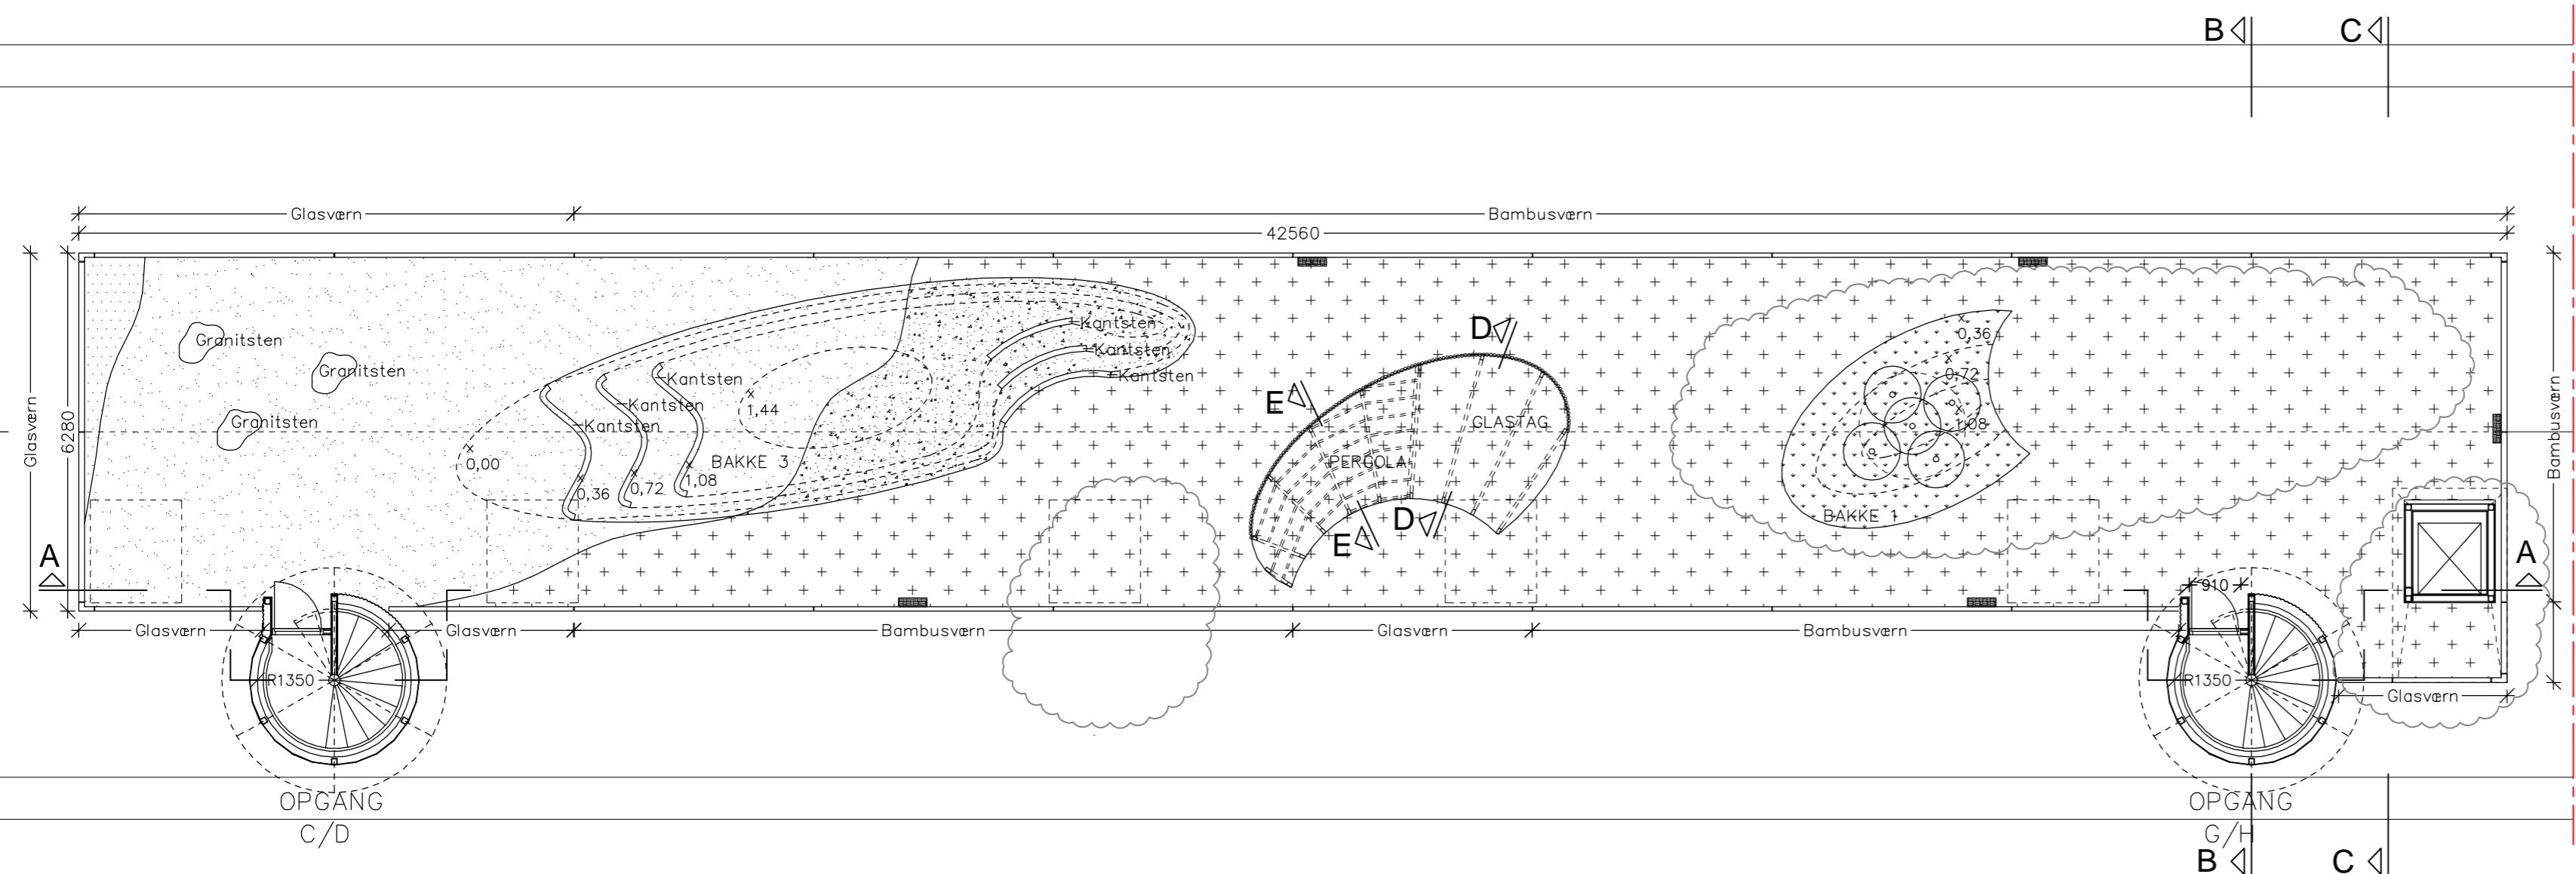 B
C
Glasværn
Bambusværn
42560
Glasværn
6280
Granitsten
Granitsten
Granitsten
Kantsten
Kantsten
Kantsten
Kantsten
Kantsten
Kantsten
1,44
0,00
0,36
0,72
1,08
BAKKE 3
D
E
GLASTAG
PERGOLA
D
E
0,36
0,72
1,08
BAKKE 1
Bambusværn
A
A
910
Glasværn
Glasværn
Bambusværn
Glasværn
Bambusværn
R1350
R1350
Glasværn
OPGANG
C/D
OPGANG
G/H
B
C